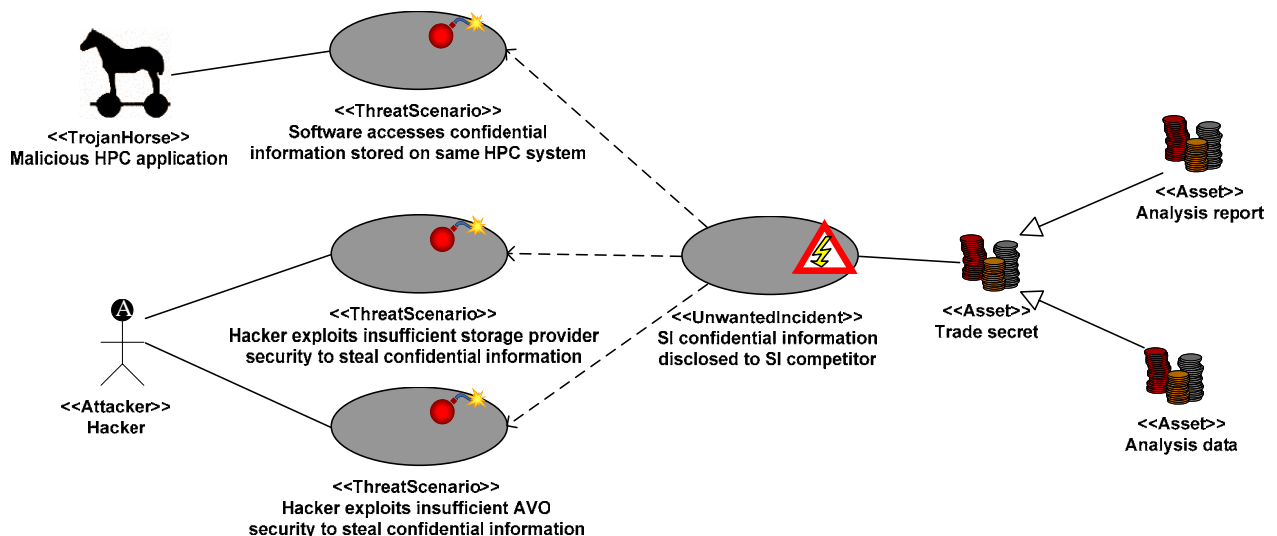 <<TrojanHorse>>
Malicious HPC application
<<ThreatScenario>>
Software accesses confidential
information stored on same HPC system
A
<<Attacker>>
Hacker
<<ThreatScenario>>
Hacker exploits insufficient storage provider
security to steal confidential information
<<ThreatScenario>>
Hacker exploits insufficient AVO
security to steal confidential information
<<UnwantedIncident>>
SI confidential information
disclosed to SI competitor
<<Asset>>
Trade secret
<<Asset>>
Analysis report
<<Asset>>
Analysis data